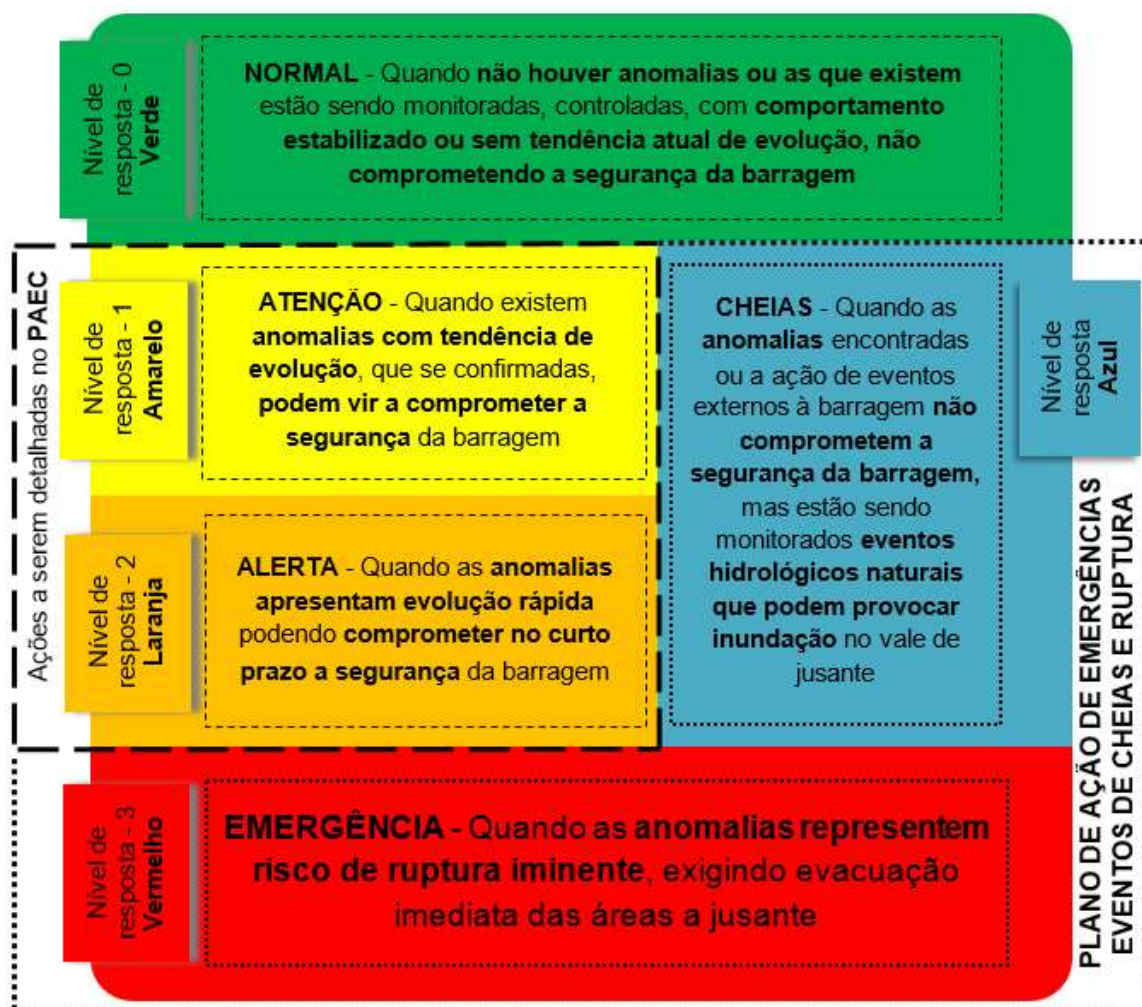 Nível de
resposta - 0
Verde
NORMAL - Quando não houver anomalias ou as que existem
estão sendo monitoradas, controladas, com comportamento
estabilizado ou sem tendência atual de evolução, não
comprometendo a segurança da barragem
Ações a serem detalhadas no PAEC
Nível de
resposta - 1
Amarelo
ATENÇÃO - Quando existem
anomalias com tendência de
evolução, que se confirmadas,
podem vir a comprometer a
segurança da barragem
Nível de
resposta - 2
Laranja
ALERTA - Quando as anomalias
apresentam evolução rápida
podendo comprometer no curto
prazo a segurança da barragem
CHEIAS - Quando as
anomalias encontradas
ou a ação de eventos
externos à barragem não
comprometem a
segurança da barragem,
mas estão sendo
monitorados eventos
hidrológicos naturais
que podem provocar
inundação no vale de
jusante
Nível de
resposta
Azul
PLANO DE AÇÃO DE EMERGÊNCIAS
EVENTOS DE CHEIAS E RUPTURA
Nível de
resposta - 3
Vermelho
EMERGÊNCIA - Quando as anomalias representem
risco de ruptura iminente, exigindo evacuação
imediata das áreas a jusante